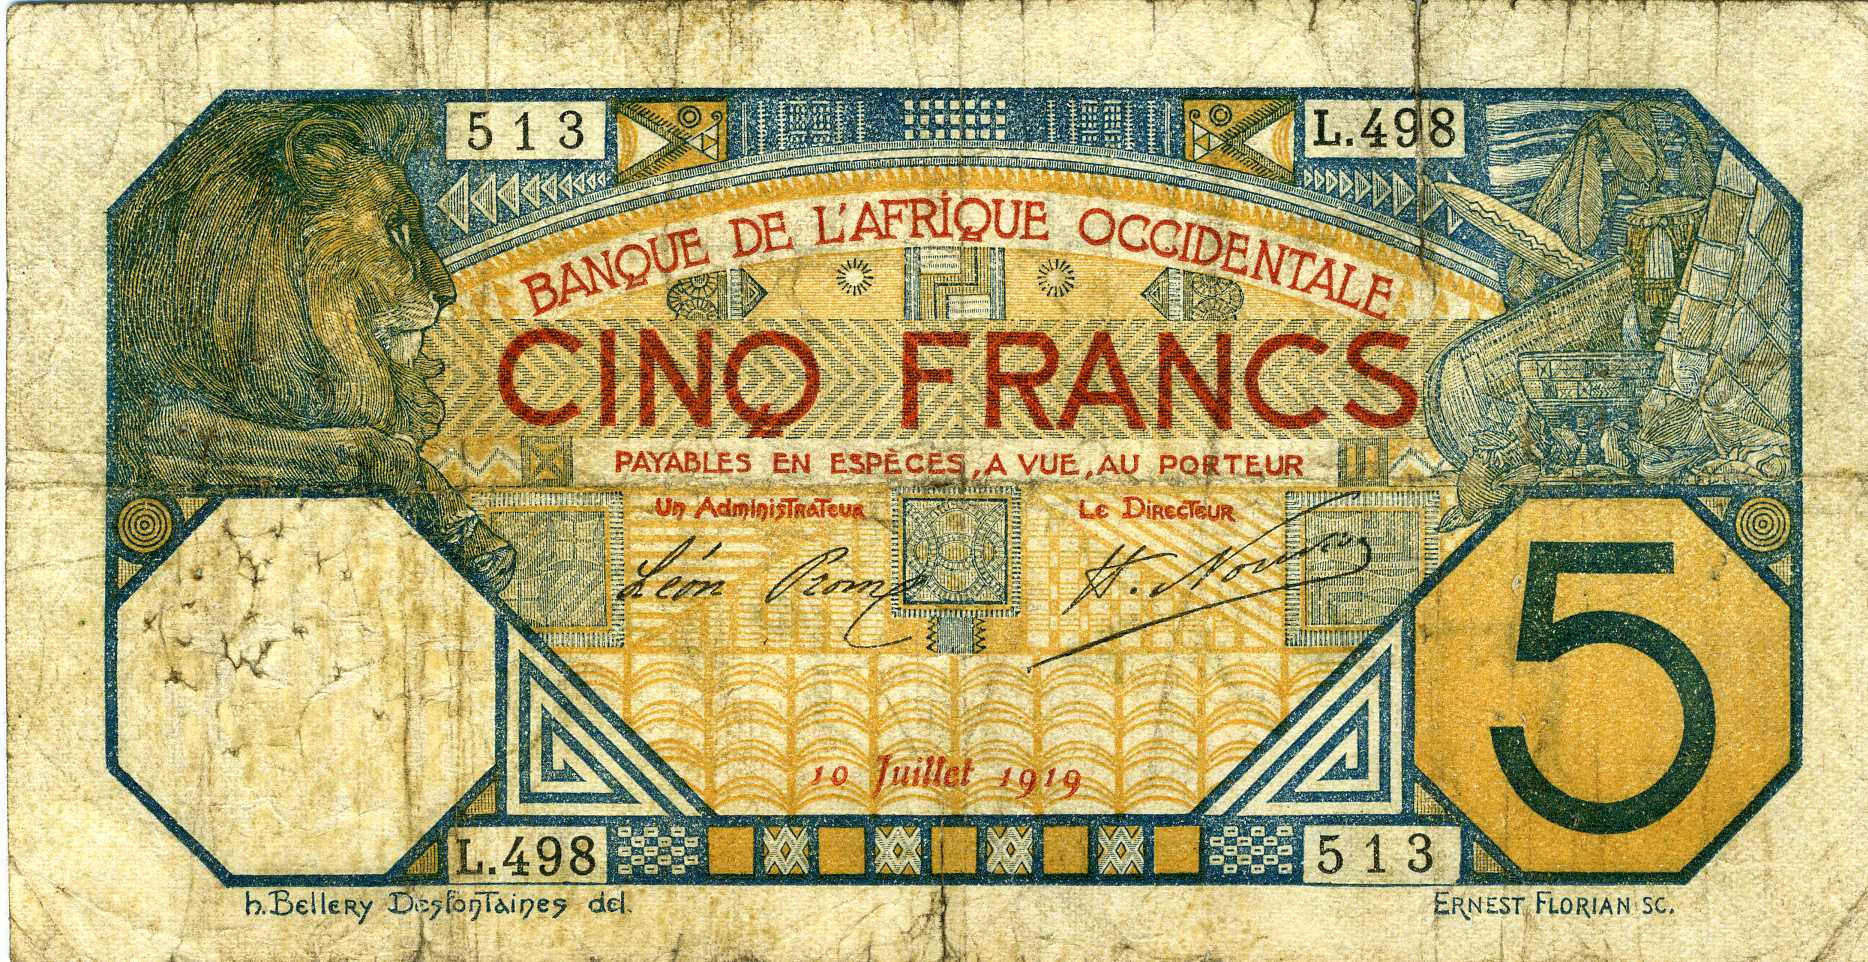 513
L.498
BANQUE DE L'AFRIQUE OCCIDENTALE
CINQ FRANCS
PAYABLES EN ESPÈCES, A VUE, AU PORTEUR
Un Administrateur
Le Directeur
Léon
10 Juillet 1919
5
L.498
513
h. Bellery Desfontaines del.
ERNEST FLORIAN SC.